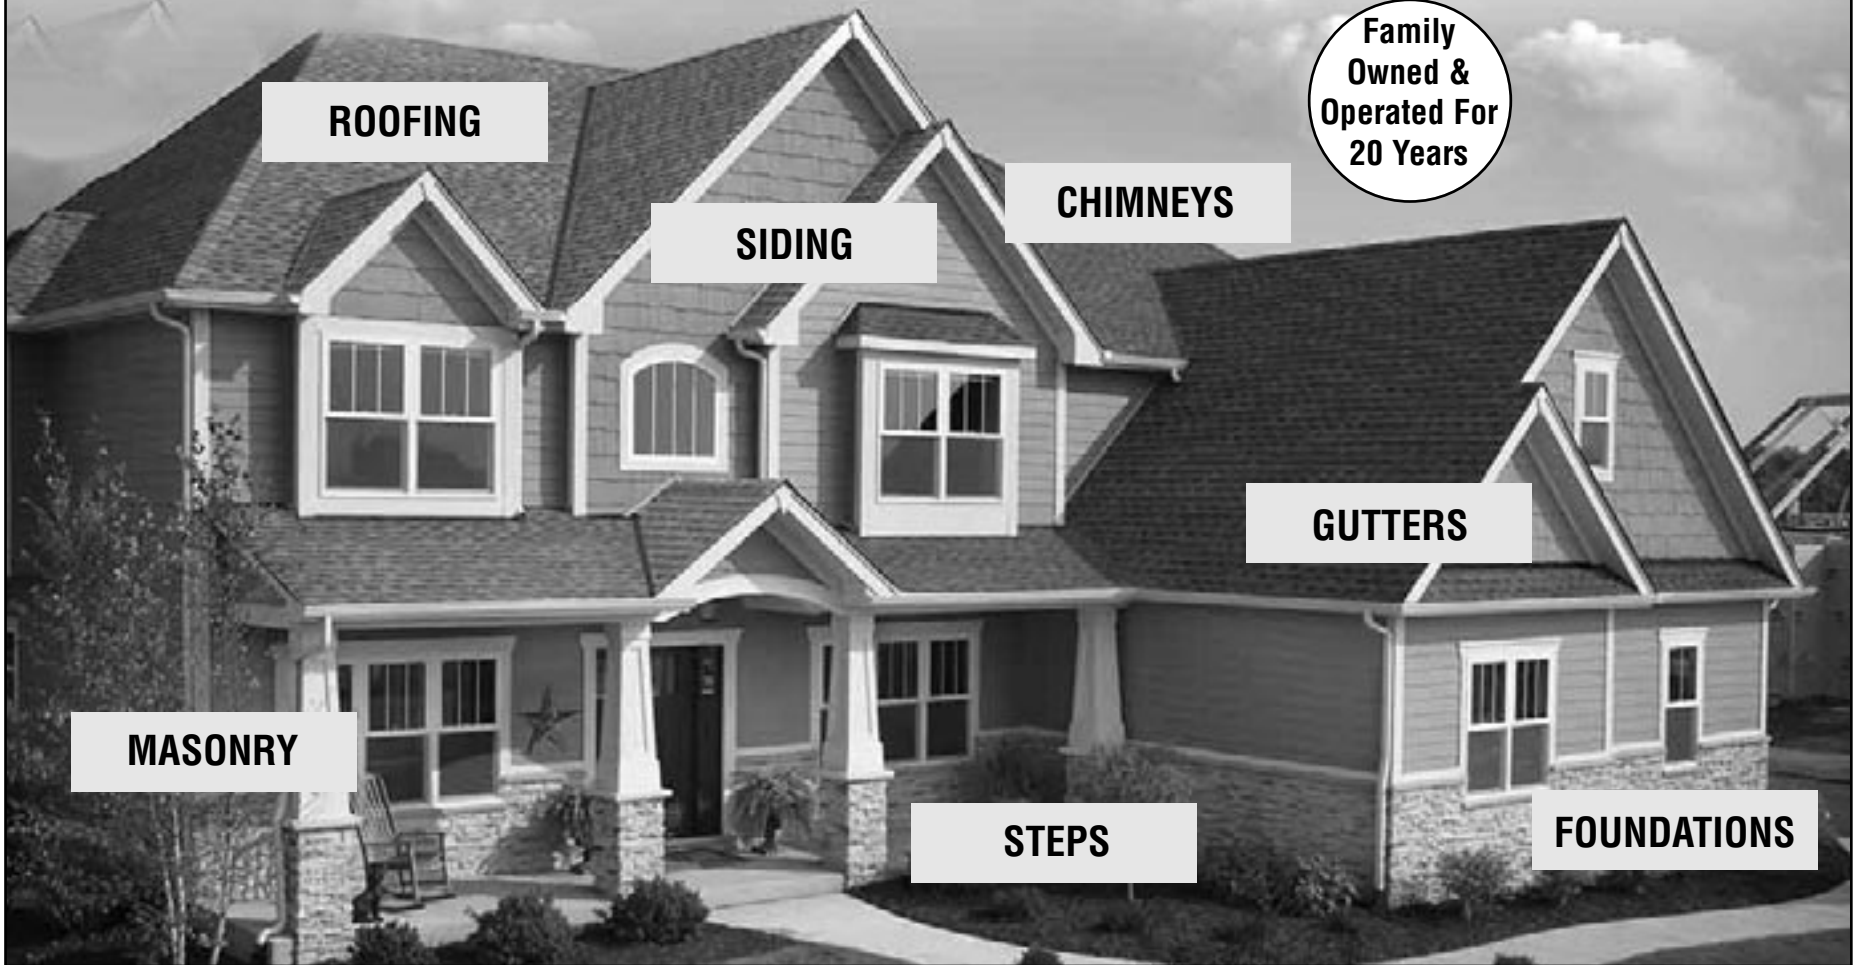 Family
Owned &
Operated For
20 Years
ROOFING
CHIMNEYS
SIDING
GUTTERS
MASONRY
STEPS
FOUNDATIONS